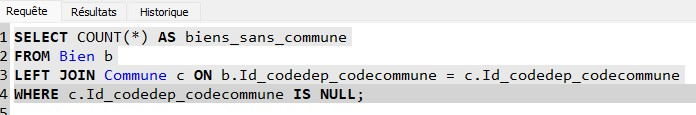 Requête Résultats Historique
1 SELECT COUNT(*) AS biens_sans_commune
2 FROM Bien b
3 LEFT JOIN Commune c ON b.Id_codedep_codecommune = c.Id_codedep_codecommune
4 WHERE c.Id_codedep_codecommune IS NULL;
5